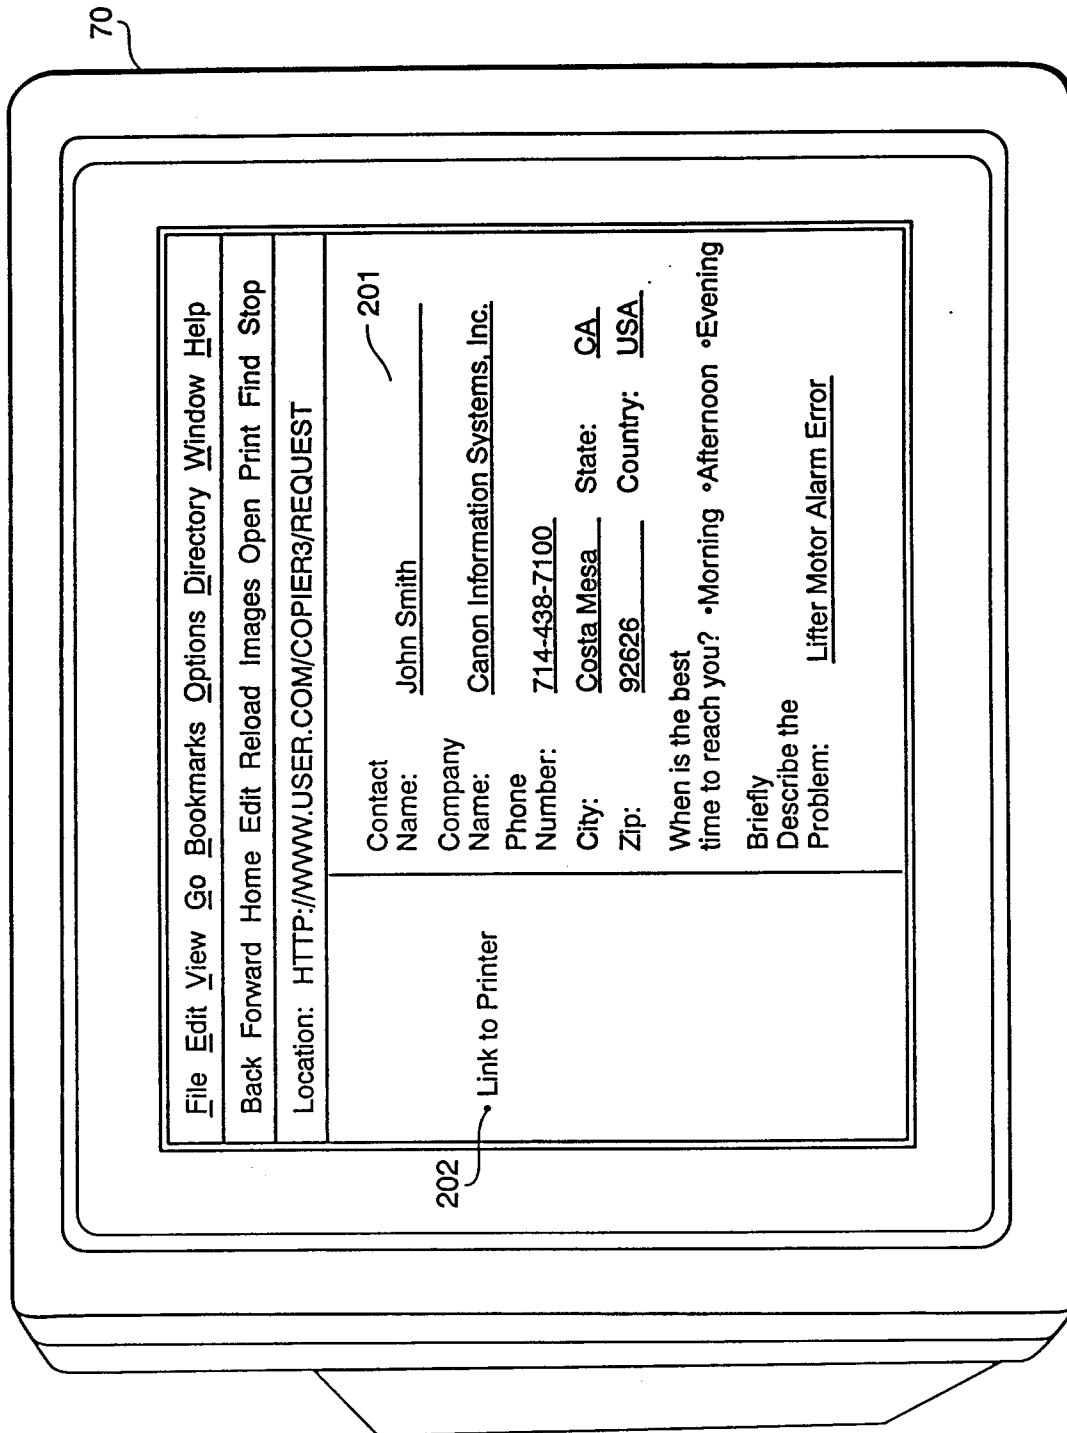 70
File Edit View Go Bookmarks Options Directory Window Help
Back Forward Home Edit Reload Images Open Print Find Stop
Location: HTTP://WWW.USER.COM/COPIER3/REQUEST
201
202
•Link to Printer
Contact
Name: John Smith
Company
Name: Canon Information Systems, Inc.
Phone
Number: 714-438-7100
City: Costa Mesa State: CA
Zip: 92626 Country: USA
When is the best
time to reach you? •Morning ∘Afternoon ∘Evening
Briefly
Describe the
Problem: Lifter Motor Alarm Error